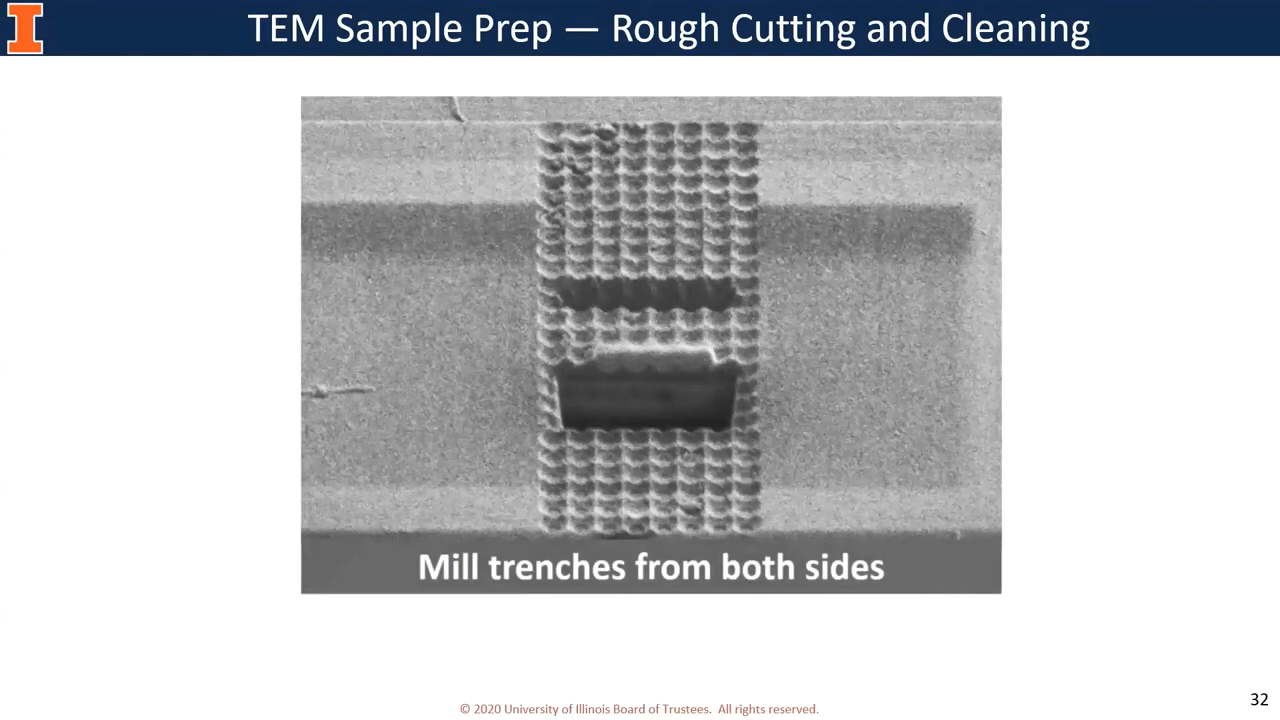 TEM Sample Prep — Rough Cutting and Cleaning
Mill trenches from both sides
© 2020 University of Illinois Board of Trustees. All rights reserved.
32